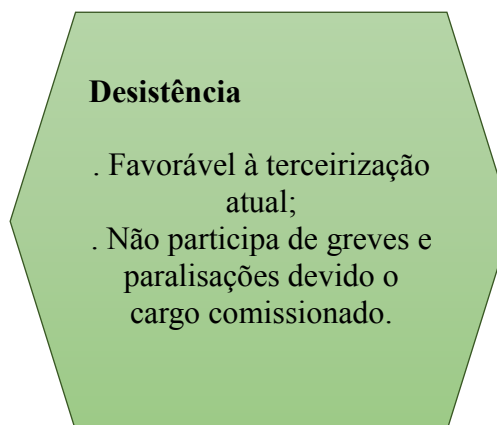 Desistência
. Favorável à terceirização
atual;
. Não participa de greves e
paralisações devido o
cargo comissionado.